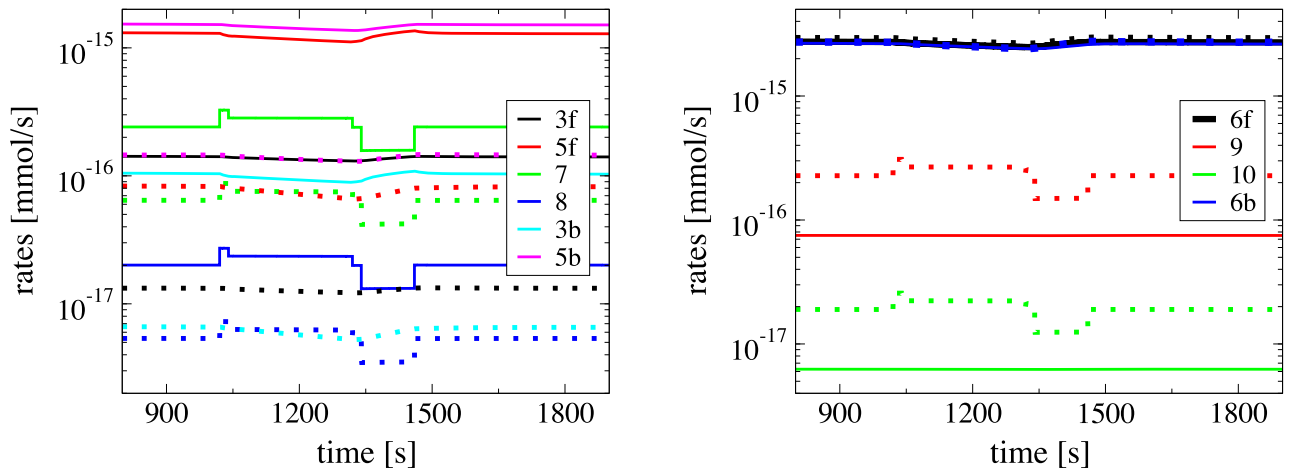 10^-15
10^-16
10^-17
rates [mmol/s]
3f
5f
7
8
3b
5b
900
1200
1500
1800
time [s]
10^-15
10^-16
10^-17
rates [mmol/s]
6f
9
10
6b
900
1200
1500
1800
time [s]